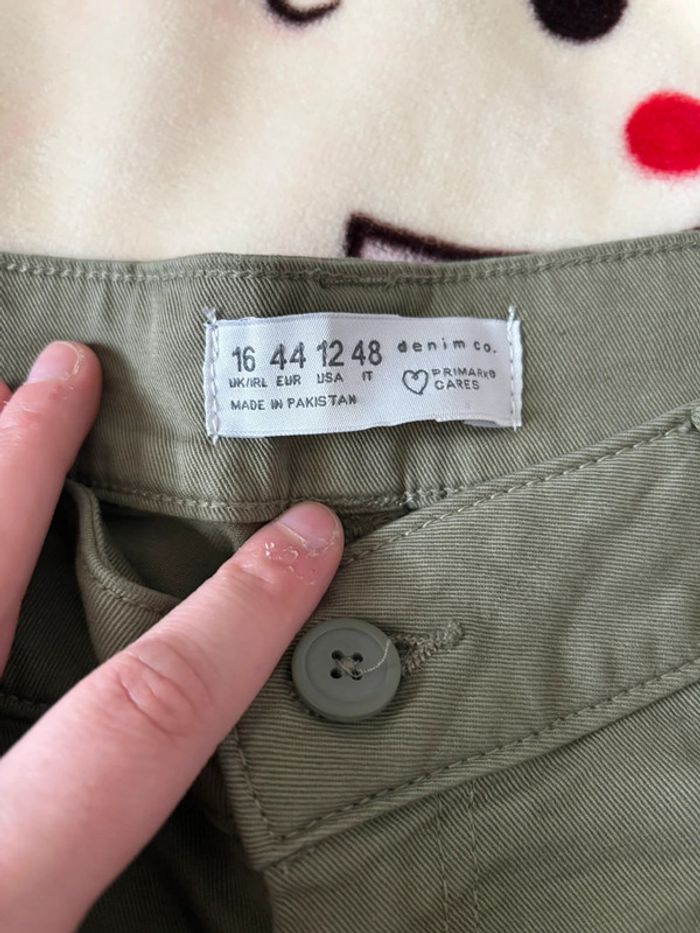 16 44 12 48
UK/IRL EUR USA IT
MADE IN PAKISTAN
denim co.
PRIMARK
CARES